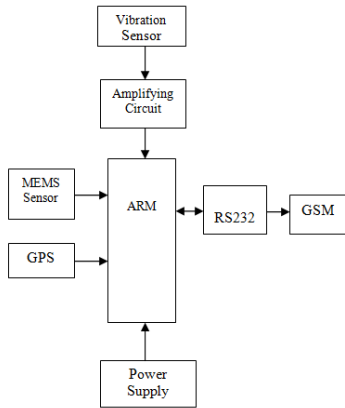 Vibration
Sensor
Amplifying
Circuit
MEMS
Sensor
ARM
RS232
GSM
GPS
Power
Supply